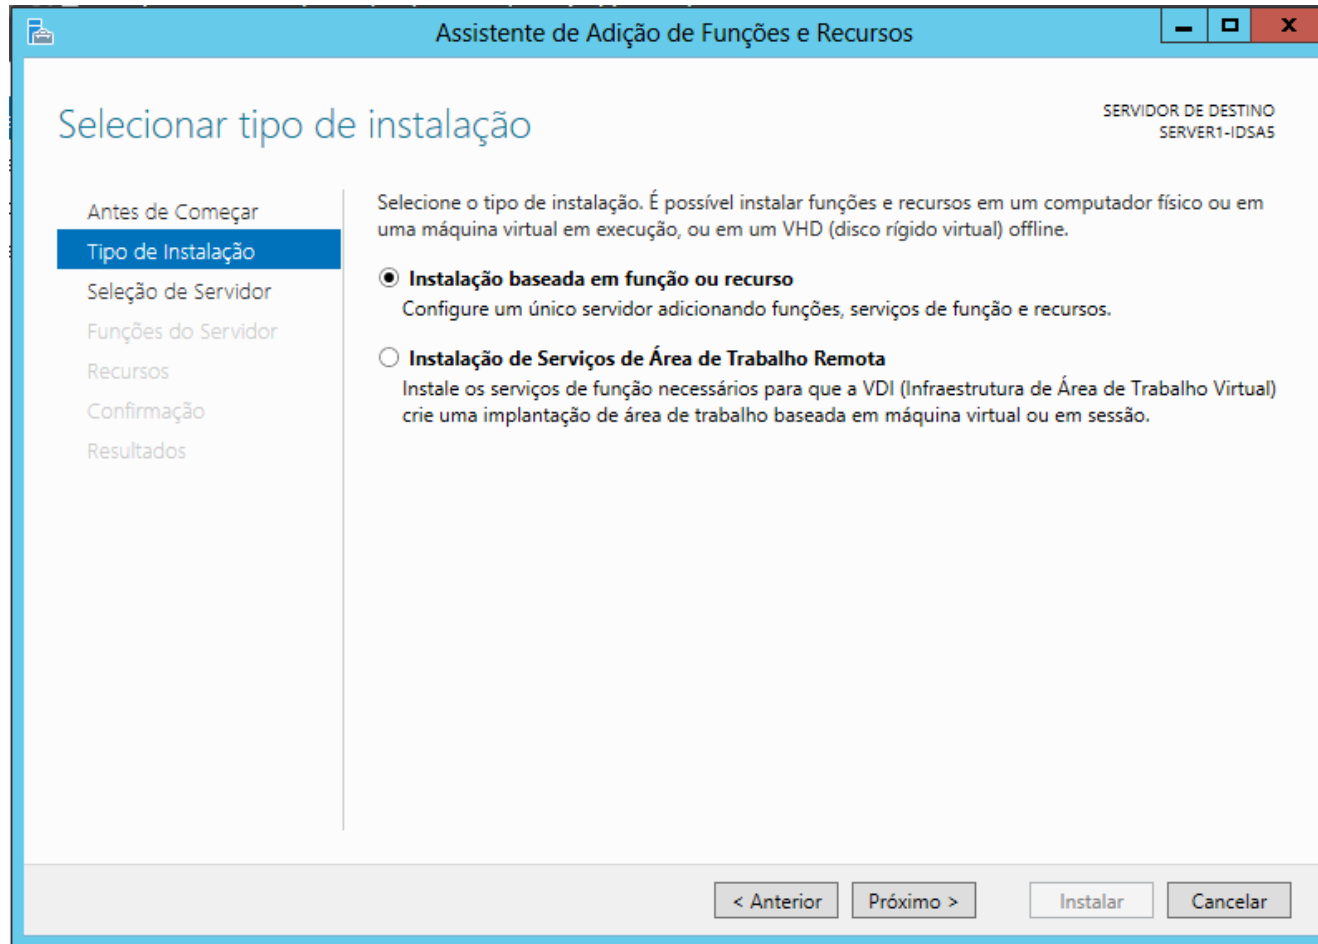 Assistente de Adição de Funções e Recursos
Selecionar tipo de instalação
SERVIDOR DE DESTINO
SERVER1-IDSA5
Antes de Começar
Tipo de Instalação
Seleção de Servidor
Funções do Servidor
Recursos
Confirmação
Resultados
Selecione o tipo de instalação. É possível instalar funções e recursos em um computador físico ou em
uma máquina virtual em execução, ou em um VHD (disco rígido virtual) offline.
Instalação baseada em função ou recurso
Configure um único servidor adicionando funções, serviços de função e recursos.
Instalação de Serviços de Área de Trabalho Remota
Instale os serviços de função necessários para que a VDI (Infraestrutura de Área de Trabalho Virtual)
crie uma implantação de área de trabalho baseada em máquina virtual ou em sessão.
< Anterior
Próximo >
Instalar
Cancelar